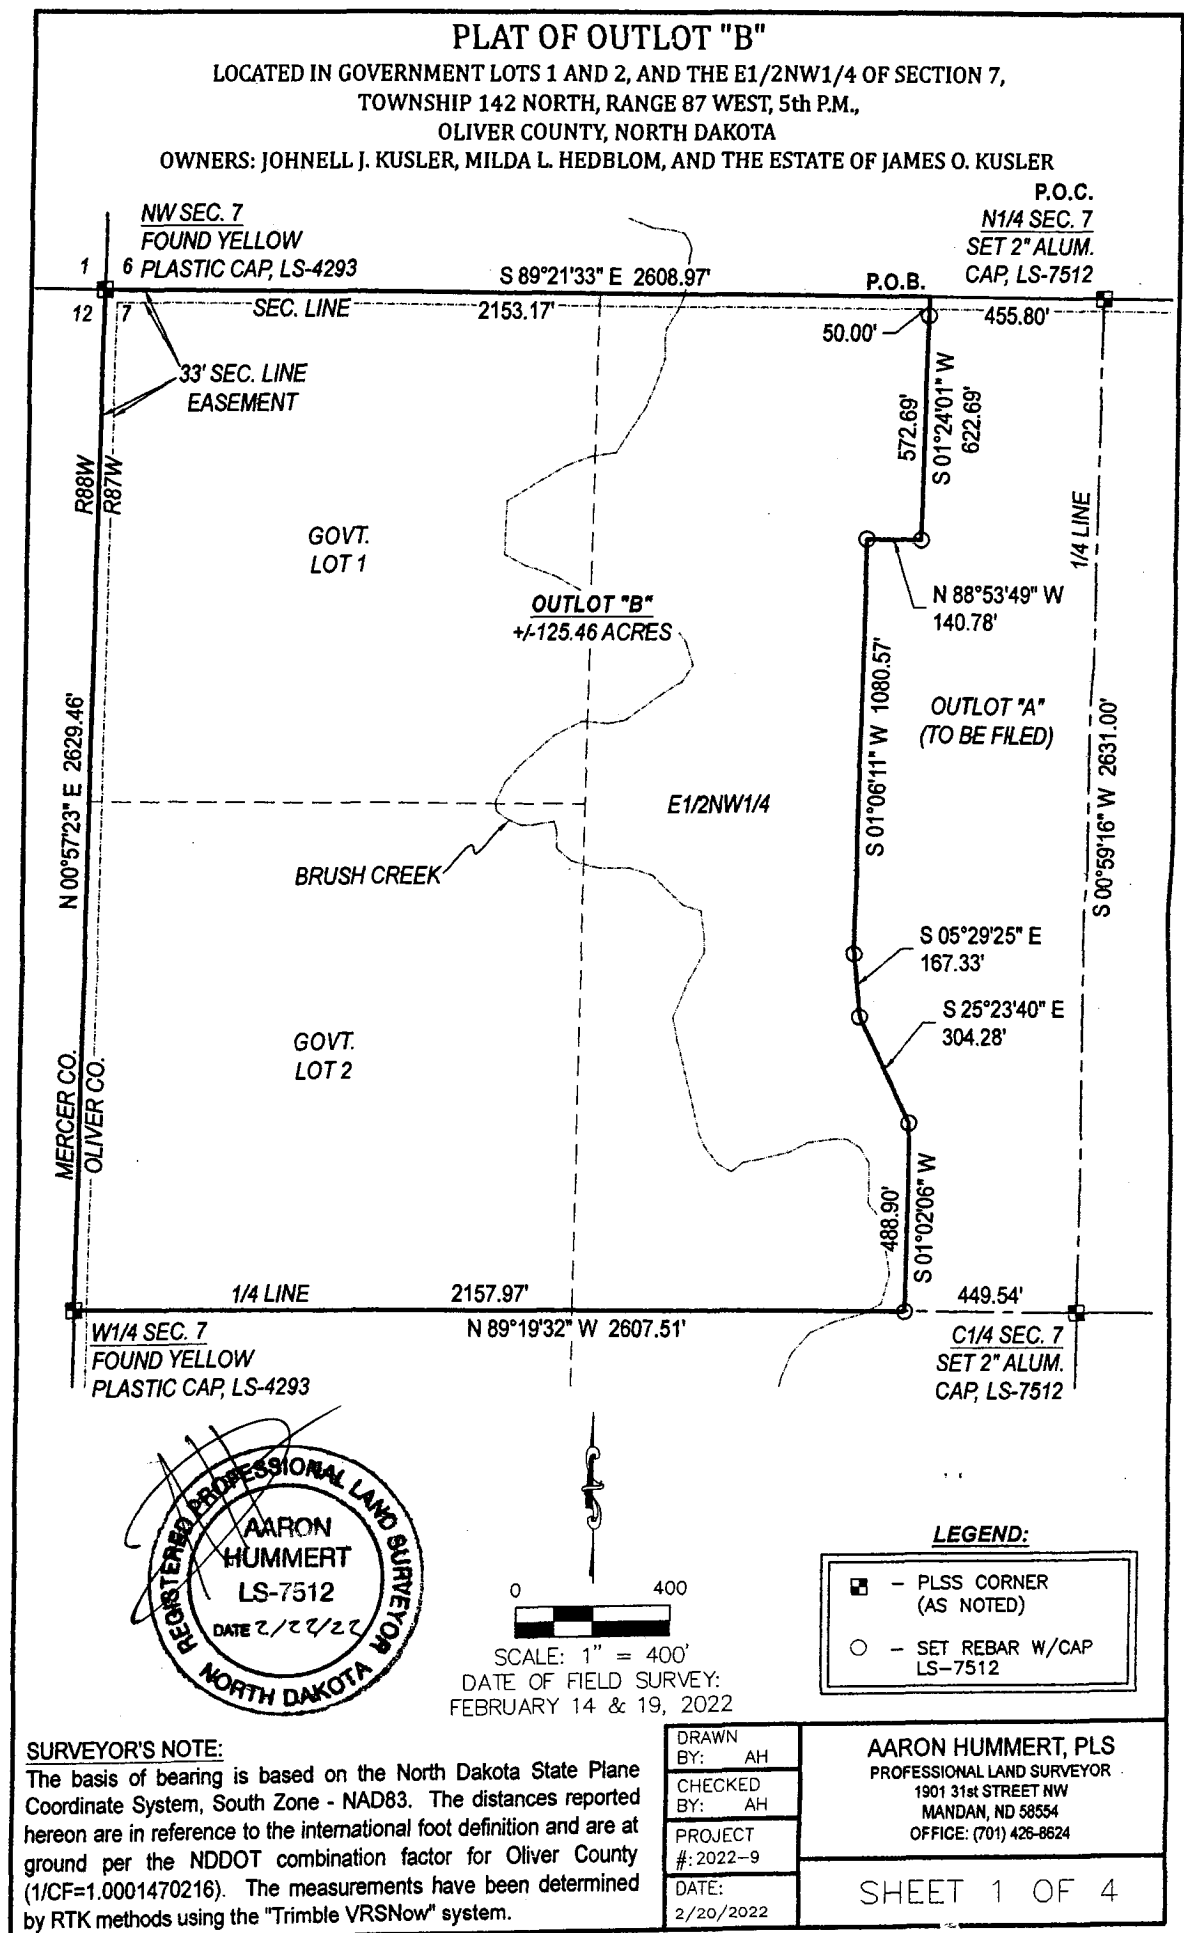 PLAT OF OUTLOT "B"
LOCATED IN GOVERNMENT LOTS 1 AND 2, AND THE E1/2NW1/4 OF SECTION 7,
TOWNSHIP 142 NORTH, RANGE 87 WEST, 5th P.M.,
OLIVER COUNTY, NORTH DAKOTA
OWNERS: JOHNELL J. KUSLER, MILDA L. HEDBLOM, AND THE ESTATE OF JAMES O. KUSLER
NW SEC. 7
FOUND YELLOW
PLASTIC CAP, LS-4293
P.O.C.
N1/4 SEC. 7
SET 2" ALUM.
CAP, LS-7512
1
6
12
7
S 89°21'33" E 2608.97'
P.O.B.
SEC. LINE
2153.17'
50.00'
455.80'
33' SEC. LINE
EASEMENT
572.69'
S 01°24'01" W
622.69'
R88W
R87W
1/4 LINE
GOVT.
LOT 1
N 88°53'49" W
140.78'
OUTLOT "B"
+/-125.46 ACRES
S 01°06'11" W 1080.57'
OUTLOT "A"
(TO BE FILED)
N 00°57'23" E 2629.46'
S 00°59'16" W 2631.00'
E1/2NW1/4
BRUSH CREEK
S 05°29'25" E
167.33'
S 25°23'40" E
304.28'
GOVT.
LOT 2
MERCER CO.
OLIVER CO.
488.90'
S 01°02'06" W
1/4 LINE
2157.97'
449.54'
N 89°19'32" W 2607.51'
W1/4 SEC. 7
FOUND YELLOW
PLASTIC CAP, LS-4293
C1/4 SEC. 7
SET 2" ALUM.
CAP, LS-7512
REGISTERED PROFESSIONAL LAND SURVEYOR
AARON
HUMMERT
LS-7512
DATE 2/22/22
NORTH DAKOTA
0
400
SCALE: 1" = 400'
DATE OF FIELD SURVEY:
FEBRUARY 14 & 19, 2022
LEGEND:
- PLSS CORNER
(AS NOTED)
- SET REBAR W/CAP
LS-7512
SURVEYOR'S NOTE:
The basis of bearing is based on the North Dakota State Plane
Coordinate System, South Zone - NAD83. The distances reported
hereon are in reference to the international foot definition and are at
ground per the NDDOT combination factor for Oliver County
(1/CF=1.0001470216). The measurements have been determined
by RTK methods using the "Trimble VRSNow" system.
DRAWN
BY: AH
CHECKED
BY: AH
PROJECT
#: 2022-9
DATE:
2/20/2022
AARON HUMMERT, PLS
PROFESSIONAL LAND SURVEYOR
1901 31st STREET NW
MANDAN, ND 58554
OFFICE: (701) 426-8624
SHEET 1 OF 4